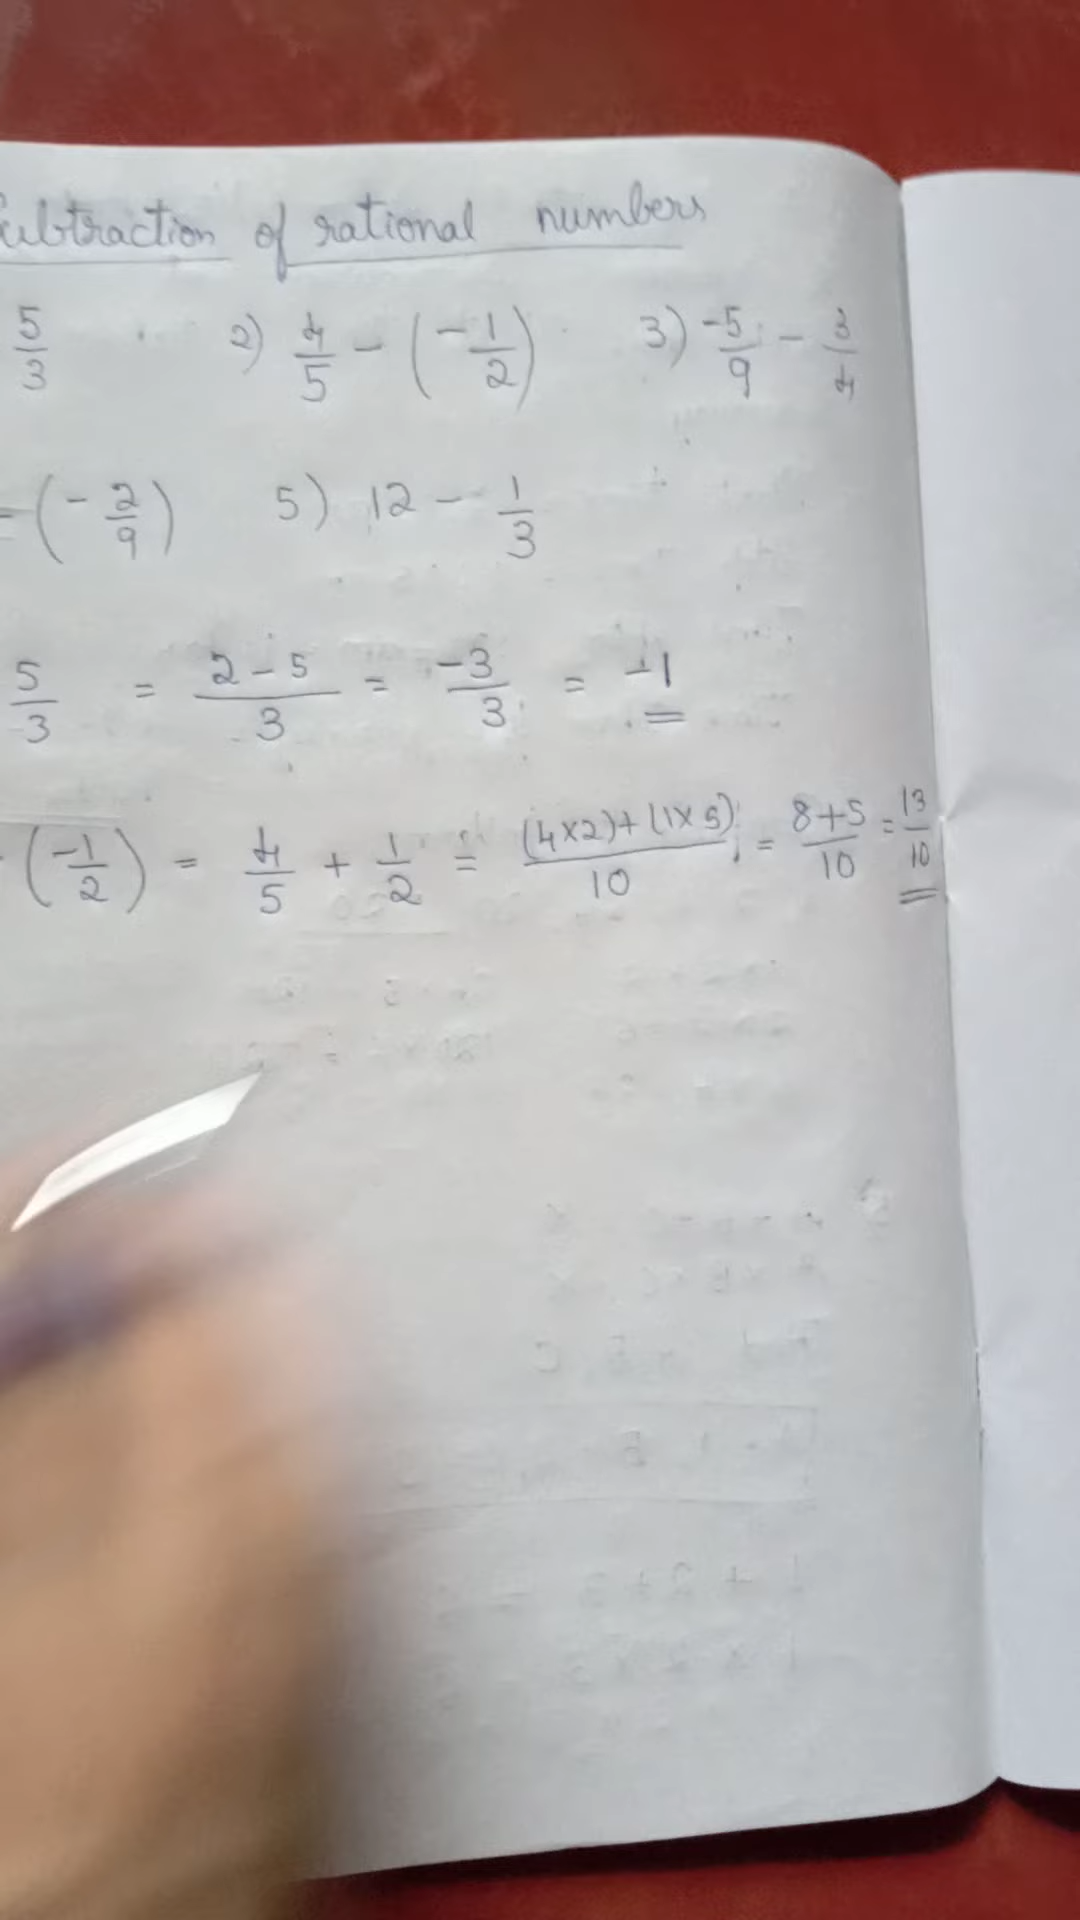 Subtraction of rational numbers
5/3 2) 4/5 - (-1/2) 3) -5/9 - 3/4
- (-2/9) 5) 12 - 1/3
5/3 = 2-5/3 = -3/3 = -1
(-1/2) = 4/5 + 1/2 = (4×2)+(1×5)/10 = 8+5/10 = 13/10